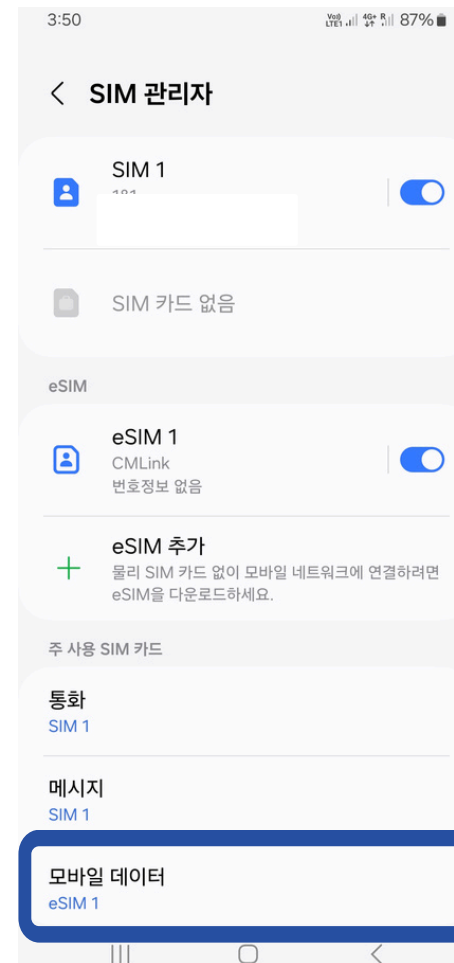 3:50
87%
SIM 관리자
SIM 1
SIM 카드 없음
eSIM
eSIM 1
CMLink
번호정보 없음
eSIM 추가
물리 SIM 카드 없이 모바일 네트워크에 연결하려면
eSIM을 다운로드하세요.
주 사용 SIM 카드
통화
SIM 1
메시지
SIM 1
모바일 데이터
eSIM 1